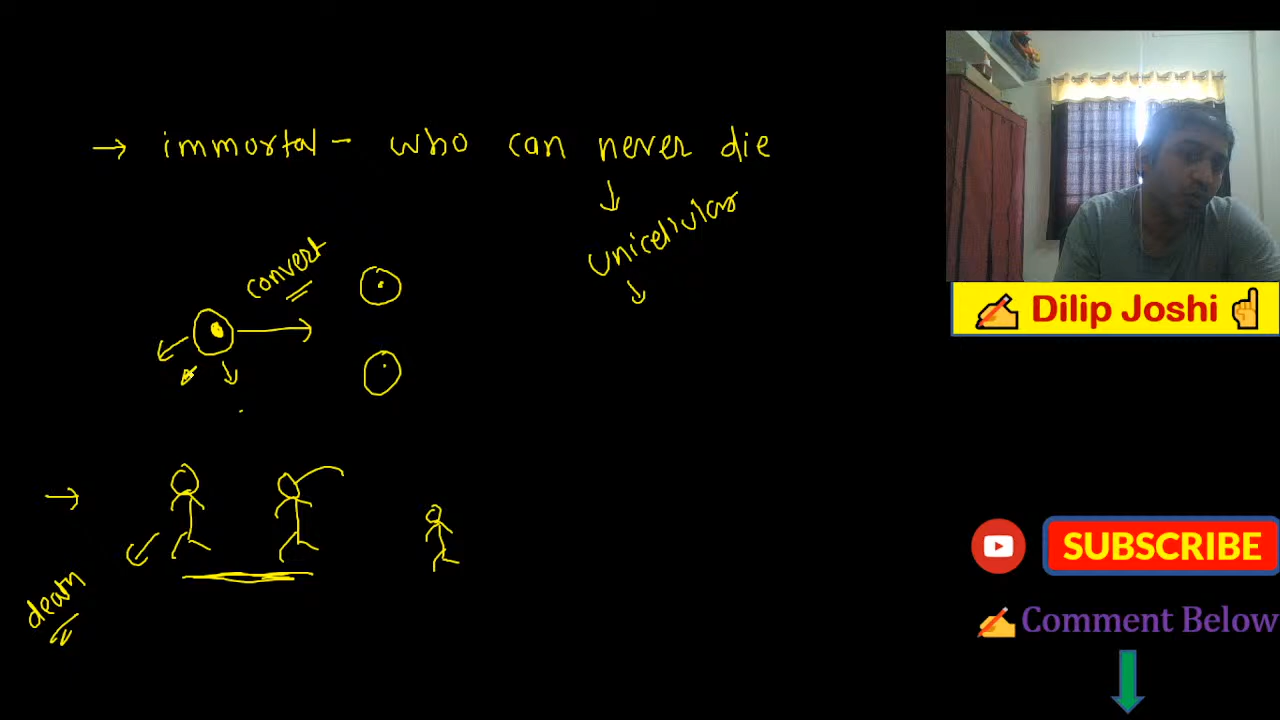 → immortal - who can never die
unicellular
convert
death
Dilip Joshi
SUBSCRIBE
Comment Below